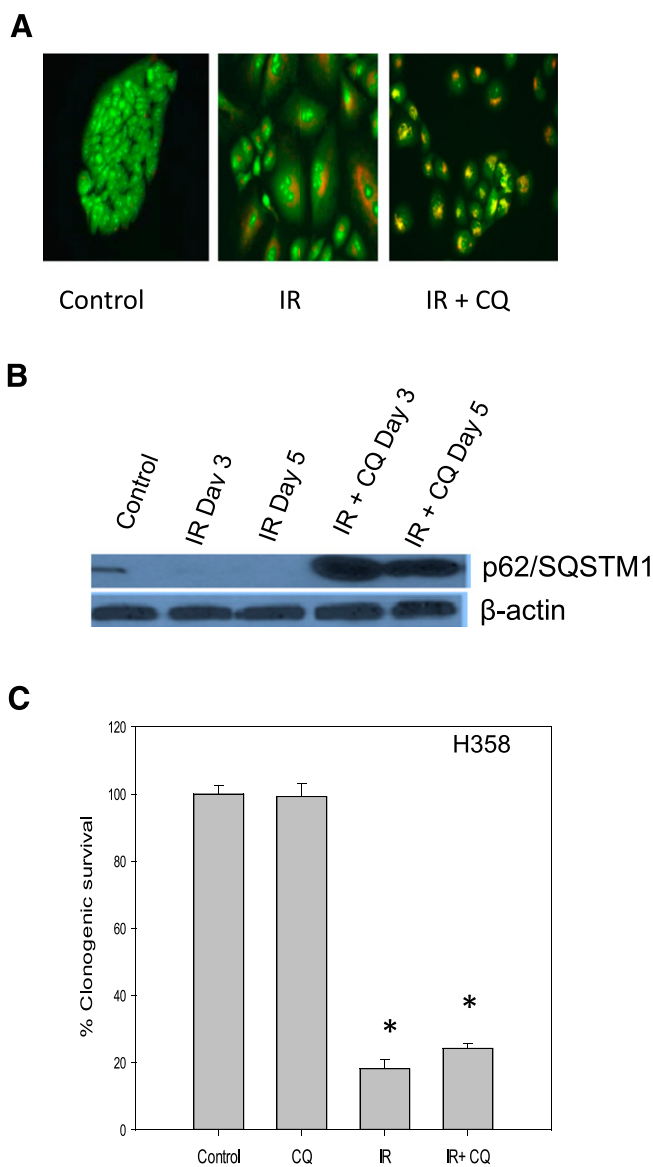 A
Control IR IR + CQ
B
Control IR Day 3 IR Day 5 IR + CQ Day 3 IR + CQ Day 5
p62/SQSTM1
β-actin
C
H358
% Clonogenic survival
120
100
80
60
40
20
0
* *
Control CQ IR IR+ CQ